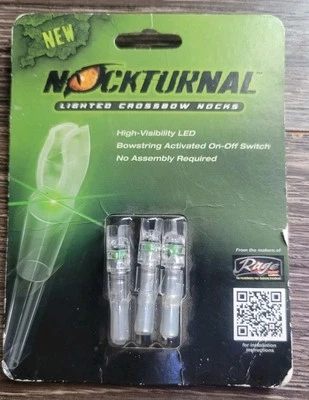 NEW
NOCKTURNAL™
LIGHTED CROSSBOW NOCKS
High-Visibility LED
Bowstring Activated On-Off Switch
No Assembly Required
From the makers of
Rage
for installation
instructions